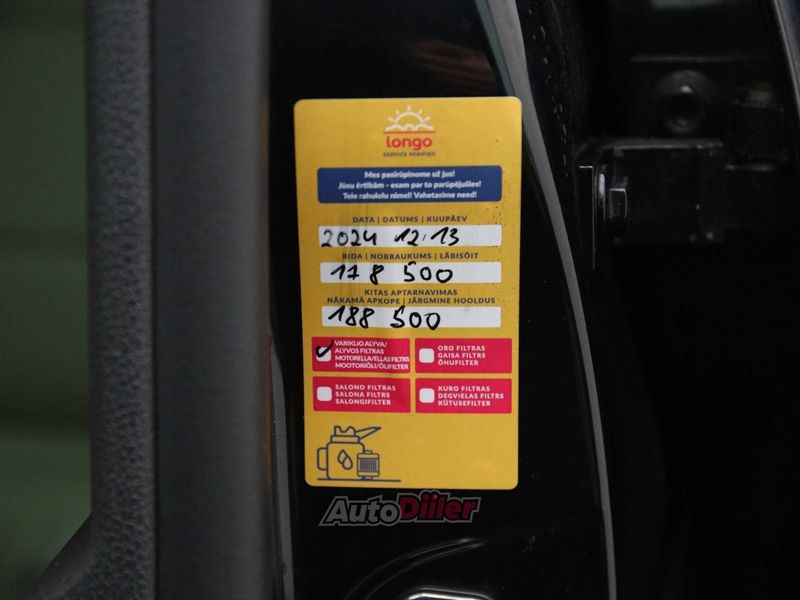 longo
SERVICE VERIFIED
Mes pasirūpinome už jus!
Jūsu ērtībām - esam par to parūpējušies!
Teie rahulolu nimel! Vahetasime need!
DATA | DATUMS | KUUPÄEV
2024 12.13
RIDA | NOBRAUKUMS | LÄBISÕIT
178 500
KITAS APTARNAVIMAS
NĀKAMĀ APKOPE | JÄRGMINE HOOLDUS
188 500
VARIKLIO ALYVA/
ALYVOS FILTRAS
MOTOREĻĻA/EĻĻAS FILTRS
MOOTORIÕLI/ÕLIFILTER
ORO FILTRAS
GAISA FILTRS
ÕHUFILTER
SALONO FILTRAS
SALONA FILTRS
SALONGIFILTER
KURO FILTRAS
DEGVIELAS FILTRS
KÜTUSEFILTER
AutoDiiler